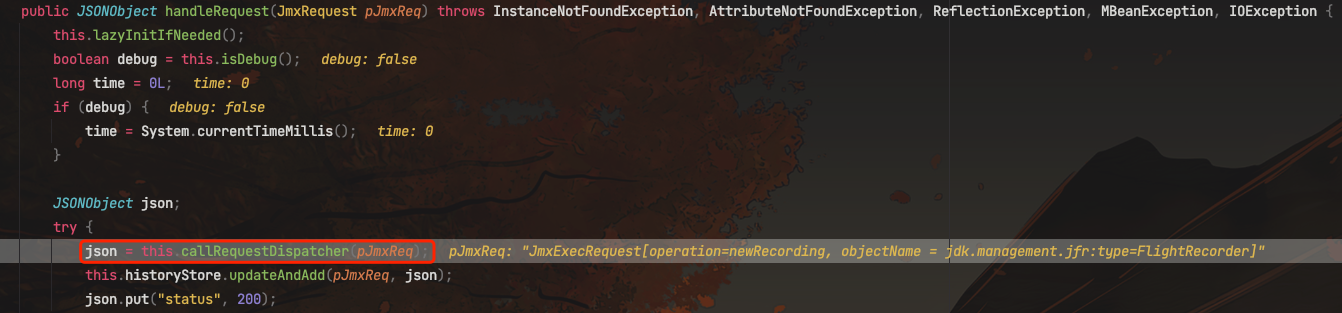 public JSONObject handleRequest(JmxRequest pJmxReq) throws InstanceNotFoundException, AttributeNotFoundException, ReflectionException, MBeanException, IOException {
    this.lazyInitIfNeeded();
    boolean debug = this.isDebug();   debug: false
    long time = 0L;   time: 0
    if (debug) {   debug: false
        time = System.currentTimeMillis();   time: 0
    }
    JSONObject json;
    try {
        json = this.callRequestDispatcher(pJmxReq);   pJmxReq: "JmxExecRequest[operation=newRecording, objectName = jdk.management.jfr:type=FlightRecorder]"
        this.historyStore.updateAndAdd(pJmxReq, json);
        json.put("status", 200);